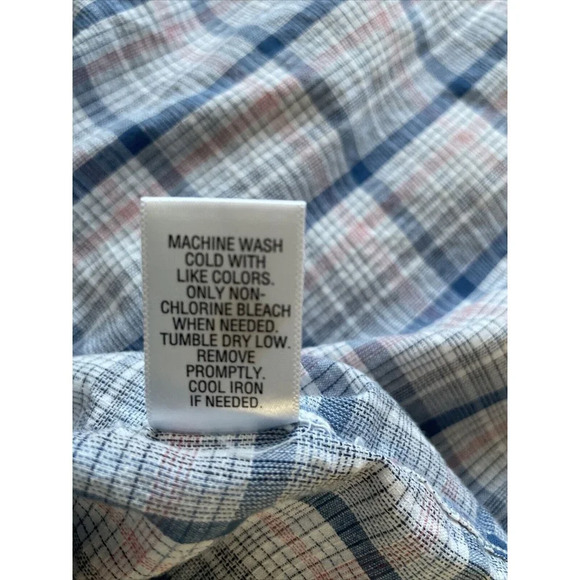 MACHINE WASH
COLD WITH
LIKE COLORS.
ONLY NON-
CHLORINE BLEACH
WHEN NEEDED.
TUMBLE DRY LOW.
REMOVE
PROMPTLY.
COOL IRON
IF NEEDED.